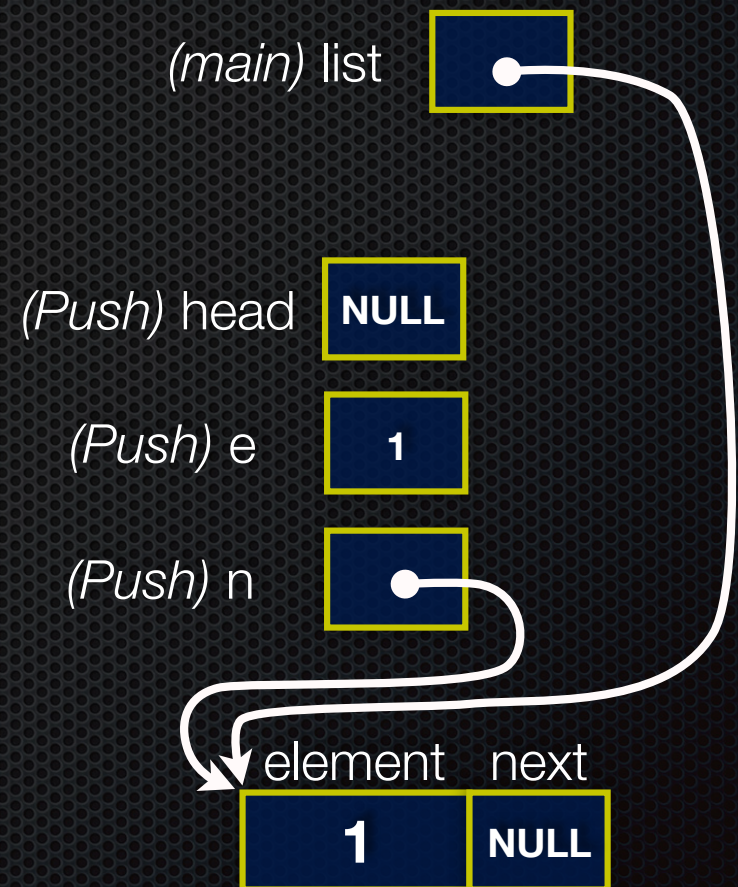 (main) list
(Push) head NULL
(Push) e 1
(Push) n
element next
1 NULL